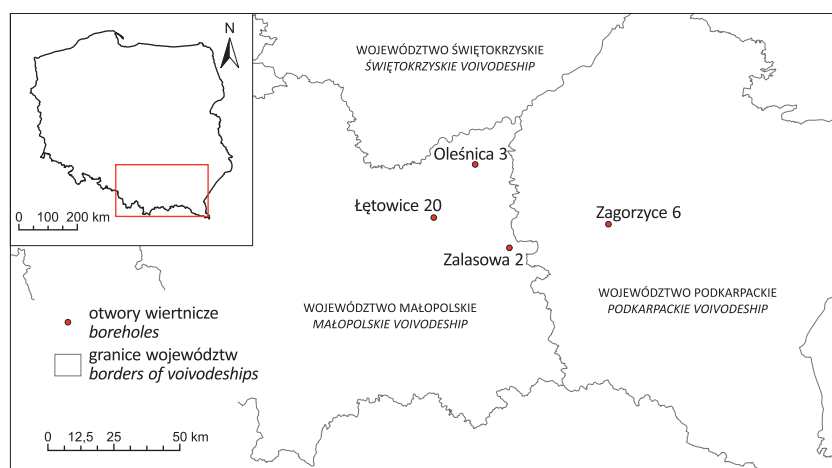 N
0 100 200 km
WOJEWÓDZTWO ŚWIĘTOKRZYSKIE
ŚWIĘTOKRZYSKIE VOIVODESHIP
Oleśnica 3
Łętowice 20
Zagorzyce 6
Zalasowa 2
WOJEWÓDZTWO MAŁOPOLSKIE
MAŁOPOLSKIE VOIVODESHIP
WOJEWÓDZTWO PODKARPACKIE
PODKARPACKIE VOIVODESHIP
otwory wiertnicze
boreholes
granice województw
borders of voivodeships
0 12,5 25 50 km